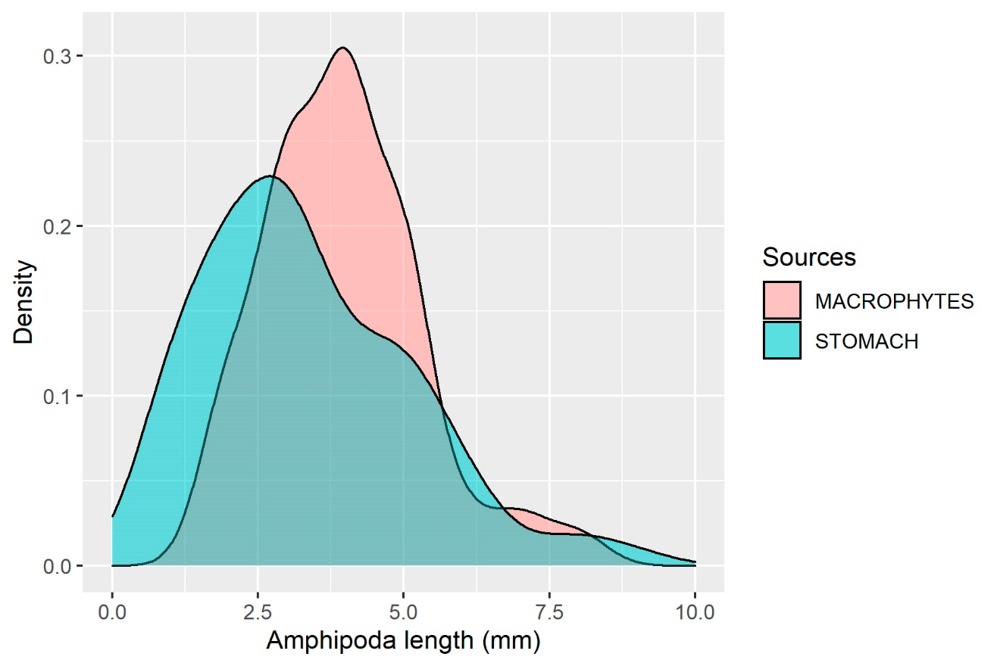 0.3
0.2
0.1
0.0
Density
0.0 2.5 5.0 7.5 10.0
Amphipoda length (mm)
Sources
MACROPHYTES
STOMACH